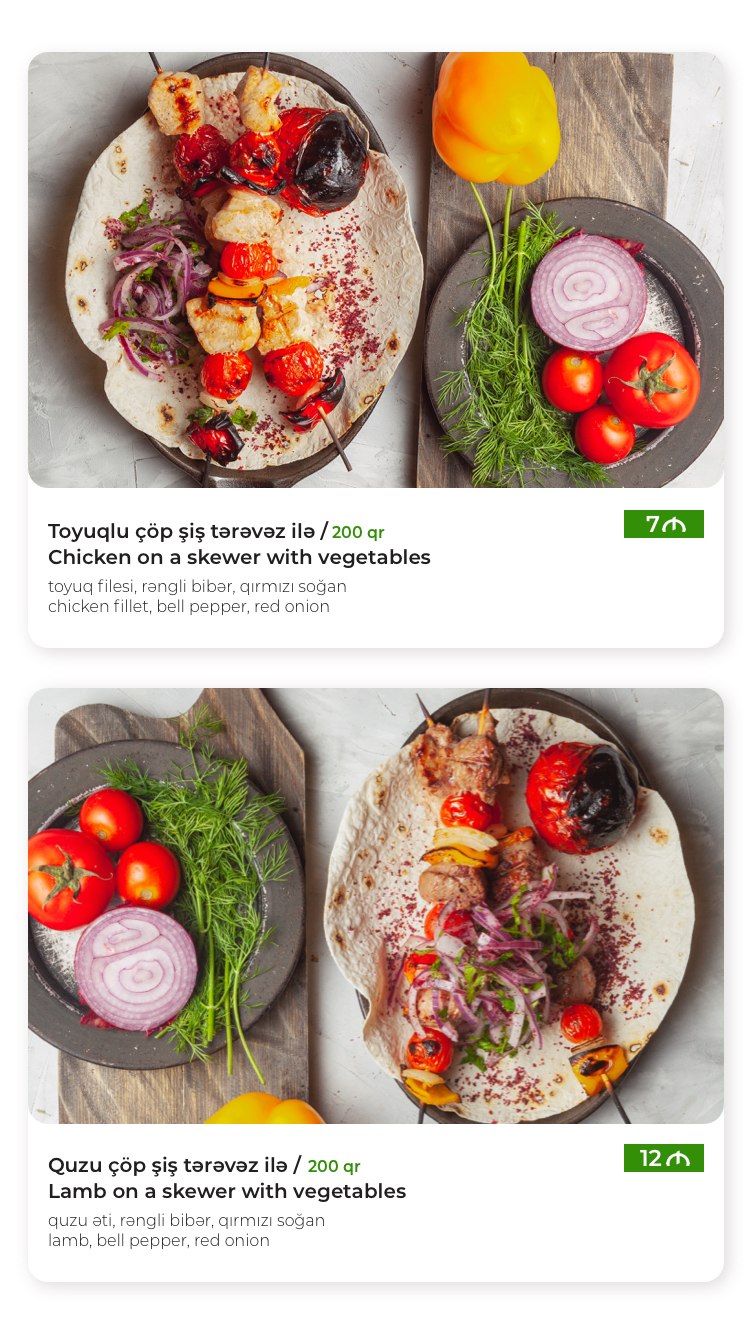 Toyuqlu çöp şiş tərəvəz ilə / 200 qr
7₼
Chicken on a skewer with vegetables
toyuq filesi, rəngli bibər, qırmızı soğan
chicken fillet, bell pepper, red onion
Quzu çöp şiş tərəvəz ilə / 200 qr
12₼
Lamb on a skewer with vegetables
quzu əti, rəngli bibər, qırmızı soğan
lamb, bell pepper, red onion